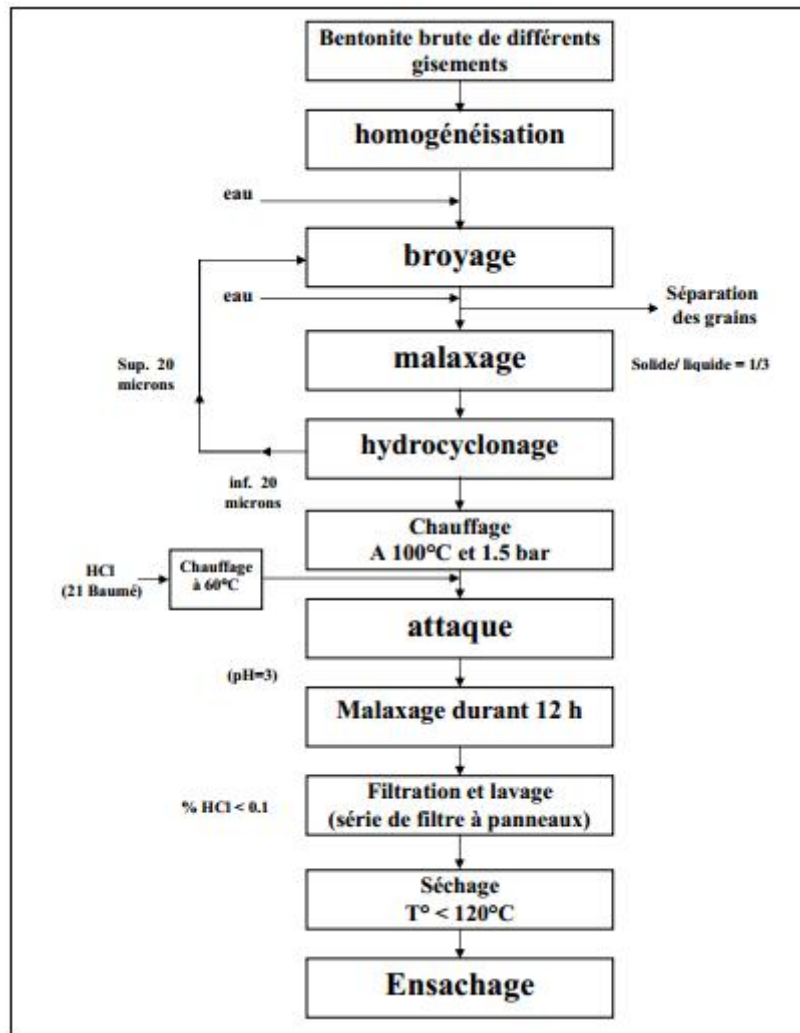 Bentonite brute de différents
gisements
homogénéisation
eau
broyage
eau
Séparation
des grains
malaxage
Solide/ liquide = 1/3
Sup. 20
microns
hydrocyclonage
inf. 20
microns
Chauffage
A 100°C et 1.5 bar
HCl
(21 Baumé)
Chauffage
à 60°C
attaque
(pH=3)
Malaxage durant 12 h
% HCl < 0.1
Filtration et lavage
(série de filtre à panneaux)
Séchage
T° < 120°C
Ensachage